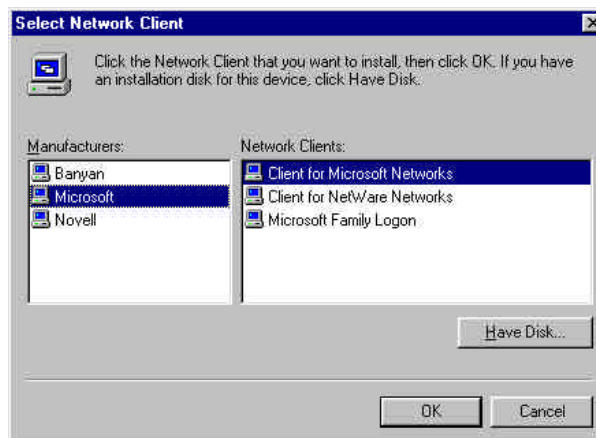 Select Network Client
Click the Network Client that you want to install, then click OK. If you have
an installation disk for this device, click Have Disk.
Manufacturers:
Banyan
Microsoft
Novell
Network Clients:
Client for Microsoft Networks
Client for NetWare Networks
Microsoft Family Logon
Have Disk...
OK
Cancel